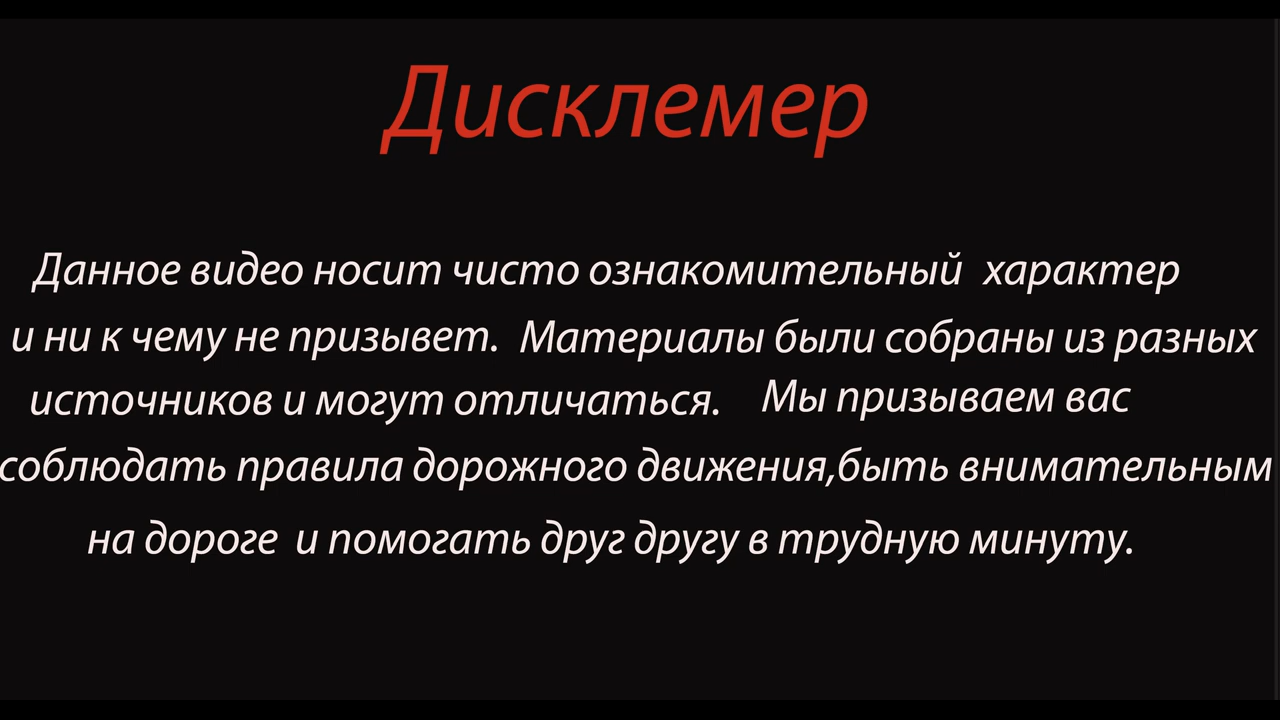 Дисклемер
Данное видео носит чисто ознакомительный характер
и ни к чему не призывет. Материалы были собраны из разных
источников и могут отличаться. Мы призываем вас
соблюдать правила дорожного движения,быть внимательным
на дороге и помогать друг другу в трудную минуту.